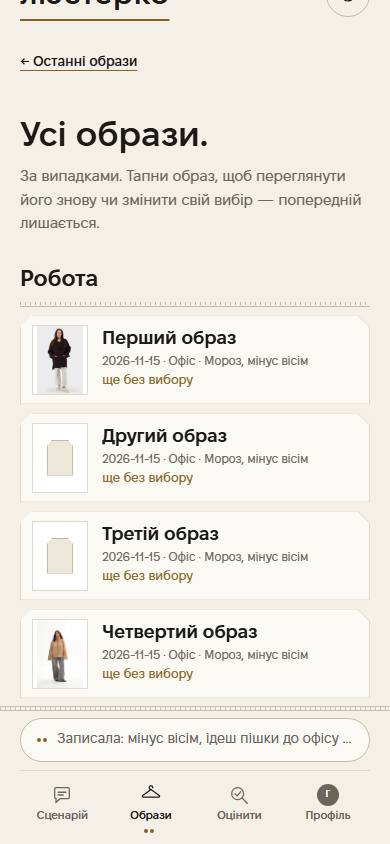 люстерко
← Останні образи
Усі образи.
За випадками. Тапни образ, щоб переглянути
його знову чи змінити свій вибір — попередній
лишається.
Робота
Перший образ
2026-11-15 · Офіс · Мороз, мінус вісім
ще без вибору
Другий образ
2026-11-15 · Офіс · Мороз, мінус вісім
ще без вибору
Третій образ
2026-11-15 · Офіс · Мороз, мінус вісім
ще без вибору
Четвертий образ
2026-11-15 · Офіс · Мороз, мінус вісім
ще без вибору
Записала: мінус вісім, ідеш пішки до офісу ...
Сценарій
Образи
Оцінити
Г
Профіль